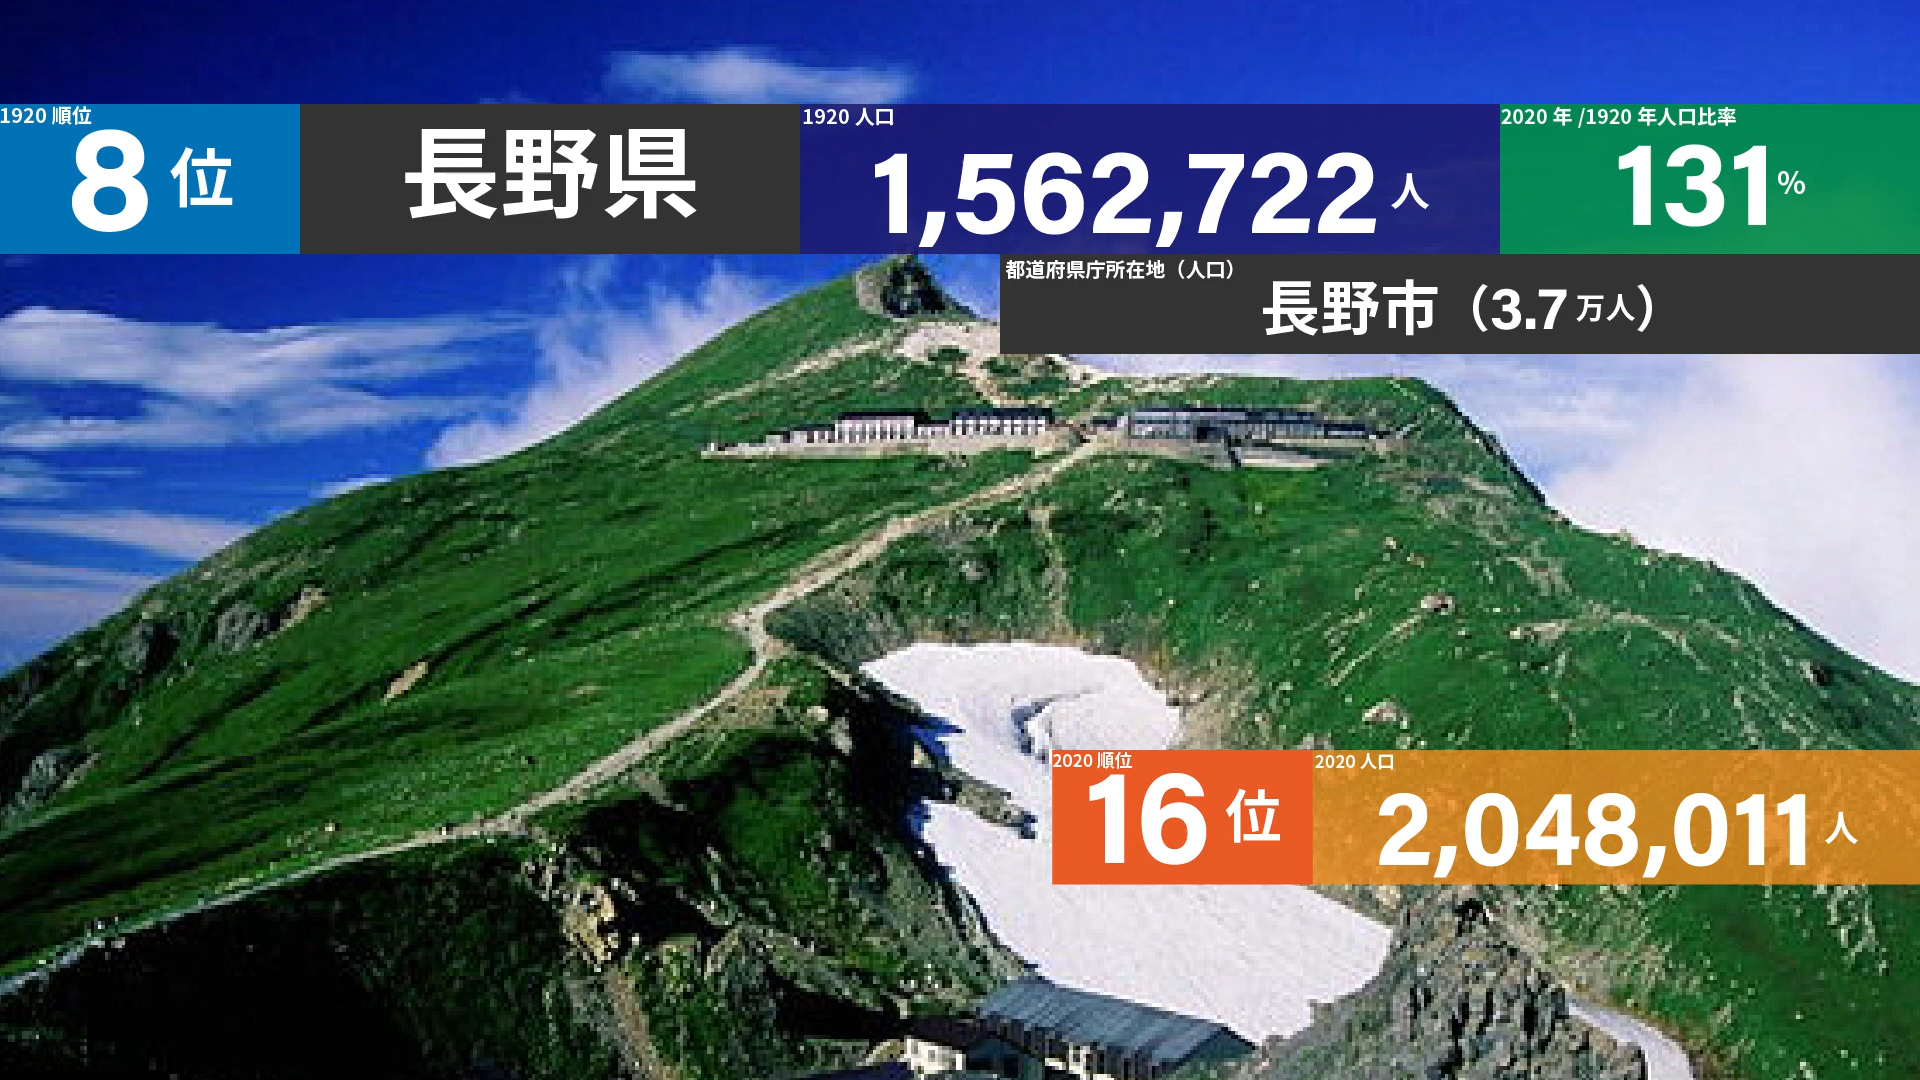 1920 順位
8 位
長野県
1920 人口
1,562,722 人
2020 年 /1920 年人口比率
131%
都道府県庁所在地（人口）
長野市（3.7 万人）
2020 順位
16 位
2020 人口
2,048,011 人